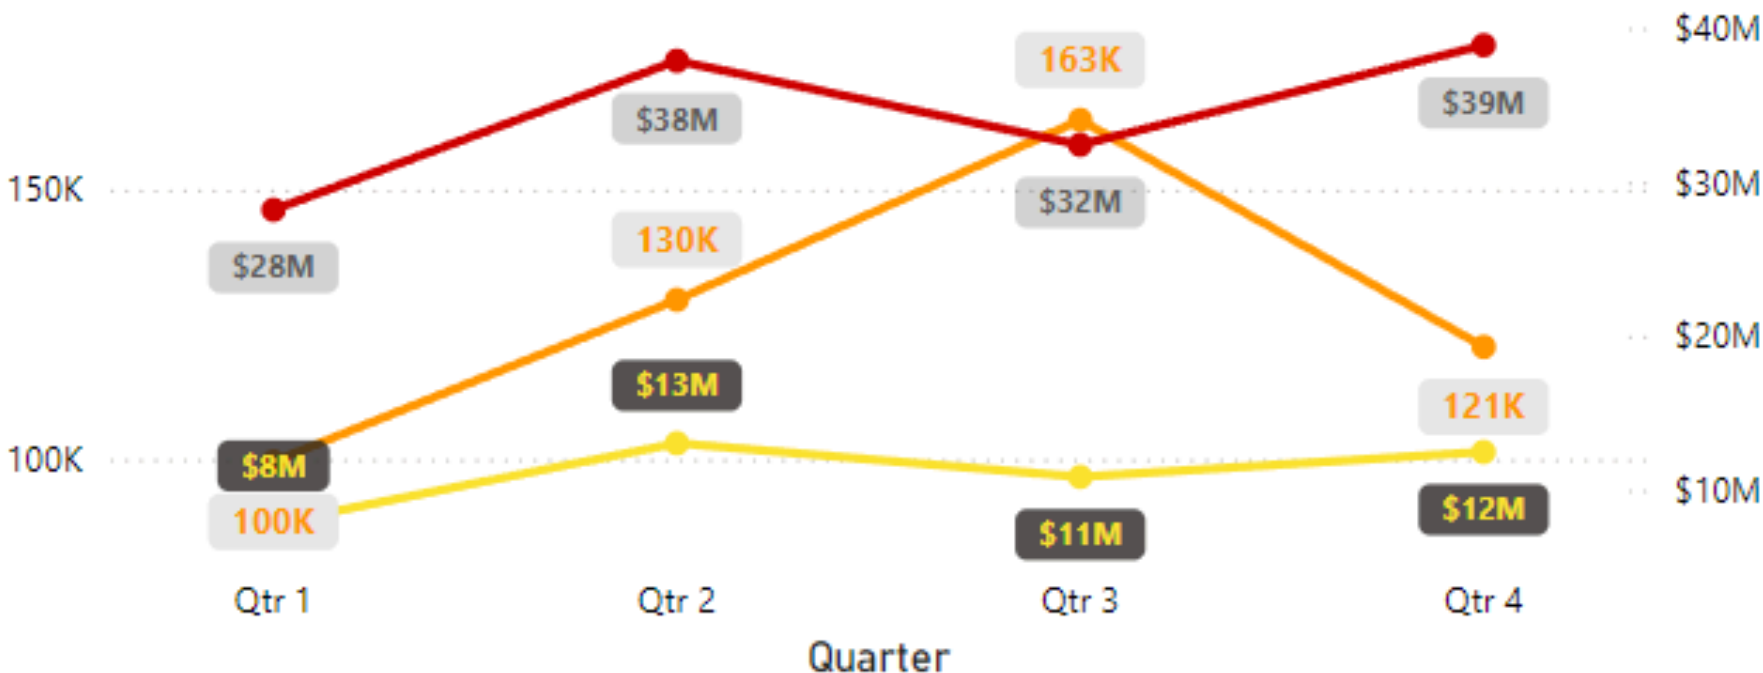 $40M
163K
$38M
$39M
150K
$30M
$32M
130K
$28M
$20M
$13M
121K
100K
$8M
$10M
100K
$11M
$12M
Qtr 1
Qtr 2
Qtr 3
Qtr 4
Quarter